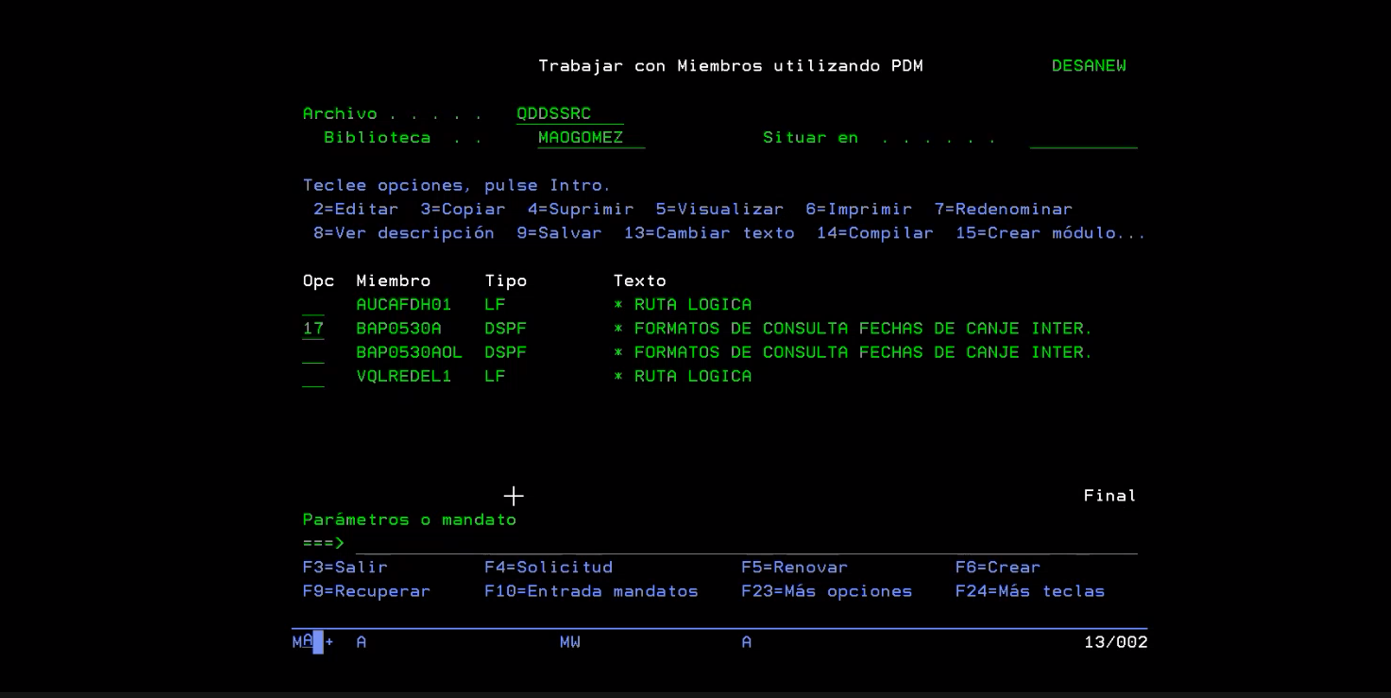 Trabajar con Miembros utilizando PDM DESANEW
Archivo . . . . . QDDSSRC
Biblioteca . . MAOGOMEZ Situar en . . . . . .
Teclee opciones, pulse Intro.
2=Editar 3=Copiar 4=Suprimir 5=Visualizar 6=Imprimir 7=Redenominar
8=Ver descripción 9=Salvar 13=Cambiar texto 14=Compilar 15=Crear módulo...
Opc Miembro Tipo Texto
AUCAFDH01 LF * RUTA LOGICA
17 BAP0530A DSPF * FORMATOS DE CONSULTA FECHAS DE CANJE INTER.
BAP0530AOL DSPF * FORMATOS DE CONSULTA FECHAS DE CANJE INTER.
VQLREDEL1 LF * RUTA LOGICA
Final
Parámetros o mandato
===>
F3=Salir F4=Solicitud F5=Renovar F6=Crear
F9=Recuperar F10=Entrada mandatos F23=Más opciones F24=Más teclas
MA + A MW A 13/002